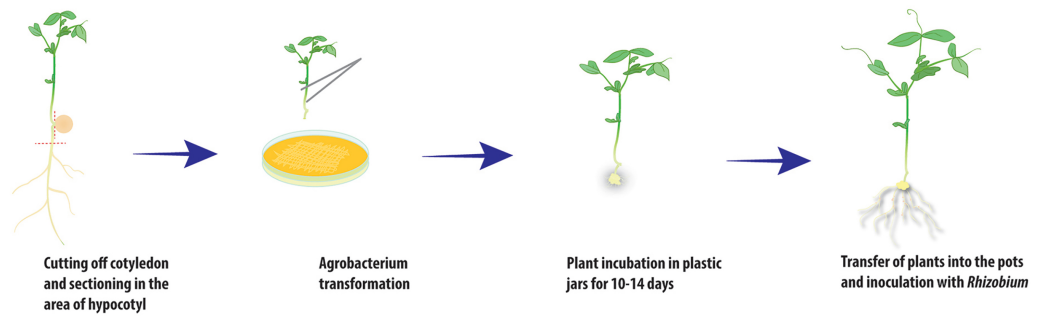 Cutting off cotyledon
and sectioning in the
area of hypocotyl
Agrobacterium
transformation
Plant incubation in plastic
jars for 10-14 days
Transfer of plants into the pots
and inoculation with Rhizobium